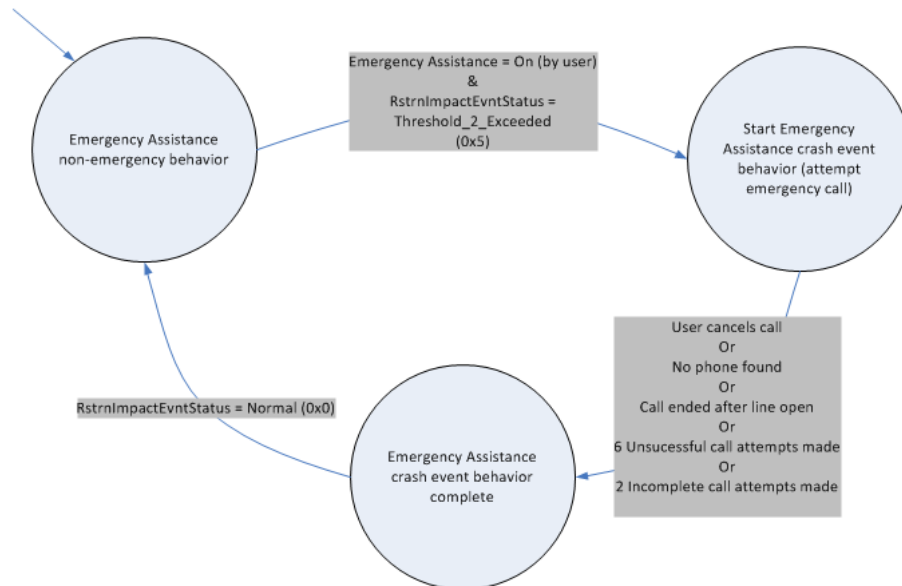 Emergency Assistance
non-emergency behavior
Emergency Assistance = On (by user)
&
RstrnImpactEvntStatus =
Threshold_2_Exceeded
(0x5)
Start Emergency
Assistance crash event
behavior (attempt
emergency call)
User cancels call
Or
No phone found
Or
Call ended after line open
Or
6 Unsucessful call attempts made
Or
2 Incomplete call attempts made
Emergency Assistance
crash event behavior
complete
RstrnImpactEvntStatus = Normal (0x0)